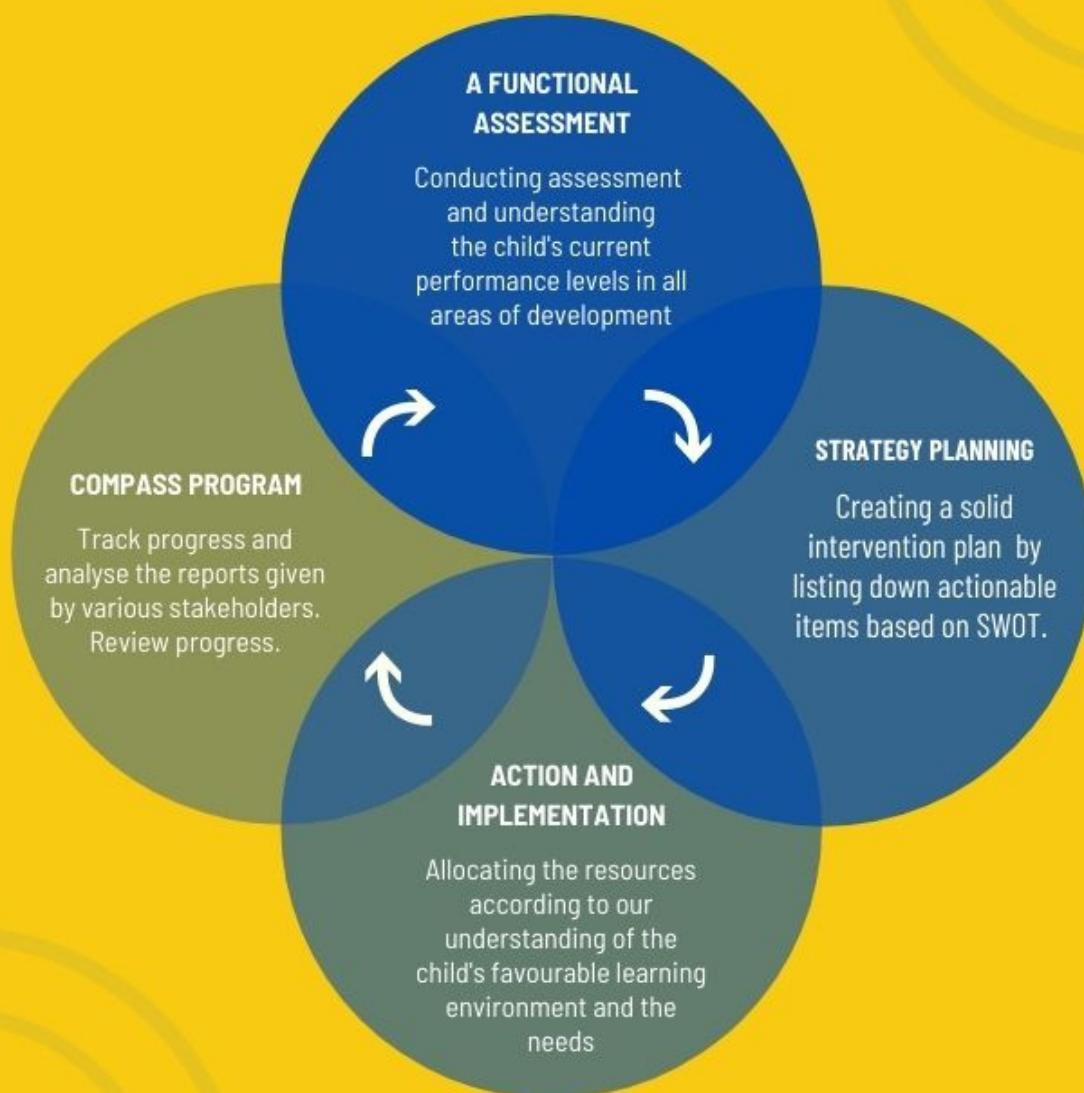 A FUNCTIONAL
ASSESSMENT
Conducting assessment
and understanding
the child's current
performance levels in all
areas of development
STRATEGY PLANNING
Creating a solid
intervention plan by
listing down actionable
items based on SWOT.
ACTION AND
IMPLEMENTATION
Allocating the resources
according to our
understanding of the
child's favourable learning
environment and the
needs
COMPASS PROGRAM
Track progress and
analyse the reports given
by various stakeholders.
Review progress.